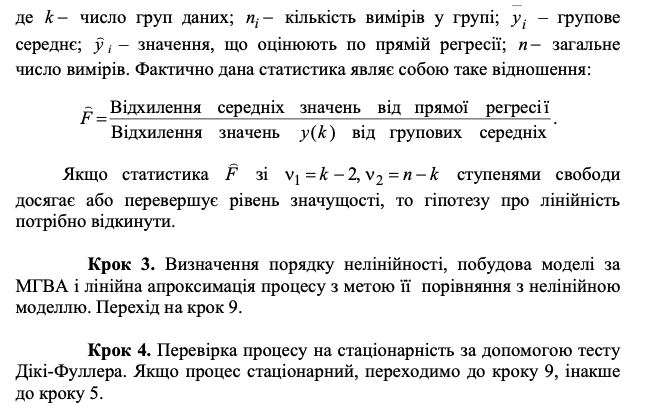 де k – число груп даних; nᵢ – кількість вимірів у групі; ȳᵢ – групове
середнє; ŷᵢ – значення, що оцінюють по прямій регресії; n – загальне
число вимірів. Фактично дана статистика являє собою таке відношення:
F̂ = Відхилення середніх значень від прямої регресії
Відхилення значень y(k) від групових середніх .
Якщо статистика F̂ зі ν₁ = k − 2, ν₂ = n − k ступенями свободи
досягає або перевершує рівень значущості, то гіпотезу про лінійність
потрібно відкинути.
Крок 3. Визначення порядку нелінійності, побудова моделі за
МГВА і лінійна апроксимація процесу з метою її порівняння з нелінійною
моделлю. Перехід на крок 9.
Крок 4. Перевірка процесу на стаціонарність за допомогою тесту
Дікі-Фуллера. Якщо процес стаціонарний, переходимо до кроку 9, інакше
до кроку 5.